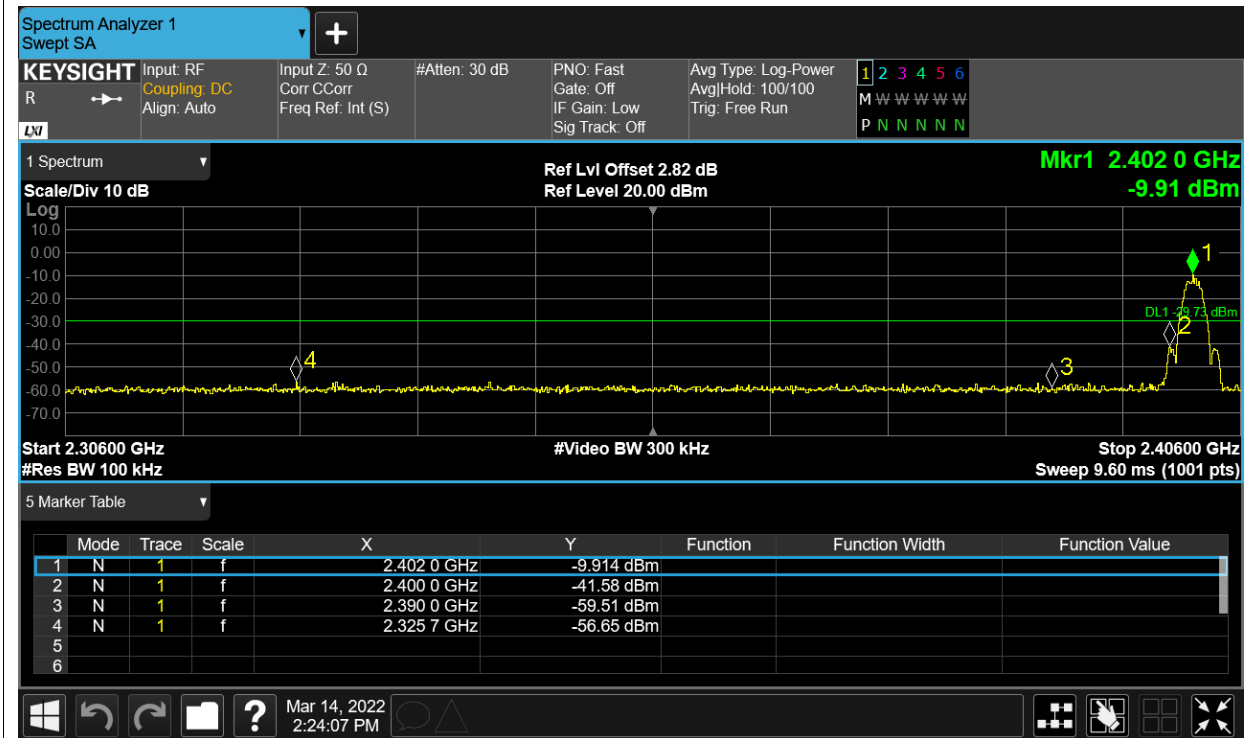 Spectrum Analyzer 1
Swept SA
KEYSIGHT
R
LXI
Input: RF
Coupling: DC
Align: Auto
Input Z: 50 Ω
Corr CCorr
Freq Ref: Int (S)
#Atten: 30 dB
PNO: Fast
Gate: Off
IF Gain: Low
Sig Track: Off
Avg Type: Log-Power
Avg|Hold: 100/100
Trig: Free Run
1 2 3 4 5 6
M W W W W W
P N N N N N
1 Spectrum
Scale/Div 10 dB
Ref Lvl Offset 2.82 dB
Ref Level 20.00 dBm
Mkr1 2.402 0 GHz
-9.91 dBm
Log
10.0
0.00
-10.0
-20.0
-30.0
-40.0
-50.0
-60.0
-70.0
1
DL1 -29.73 dBm
2
3
4
Start 2.30600 GHz
#Res BW 100 kHz
#Video BW 300 kHz
Stop 2.40600 GHz
Sweep 9.60 ms (1001 pts)
5 Marker Table
Mode Trace Scale X Y Function Function Width Function Value
1 N 1 f 2.402 0 GHz -9.914 dBm
2 N 1 f 2.400 0 GHz -41.58 dBm
3 N 1 f 2.390 0 GHz -59.51 dBm
4 N 1 f 2.325 7 GHz -56.65 dBm
5
6
?
Mar 14, 2022
2:24:07 PM